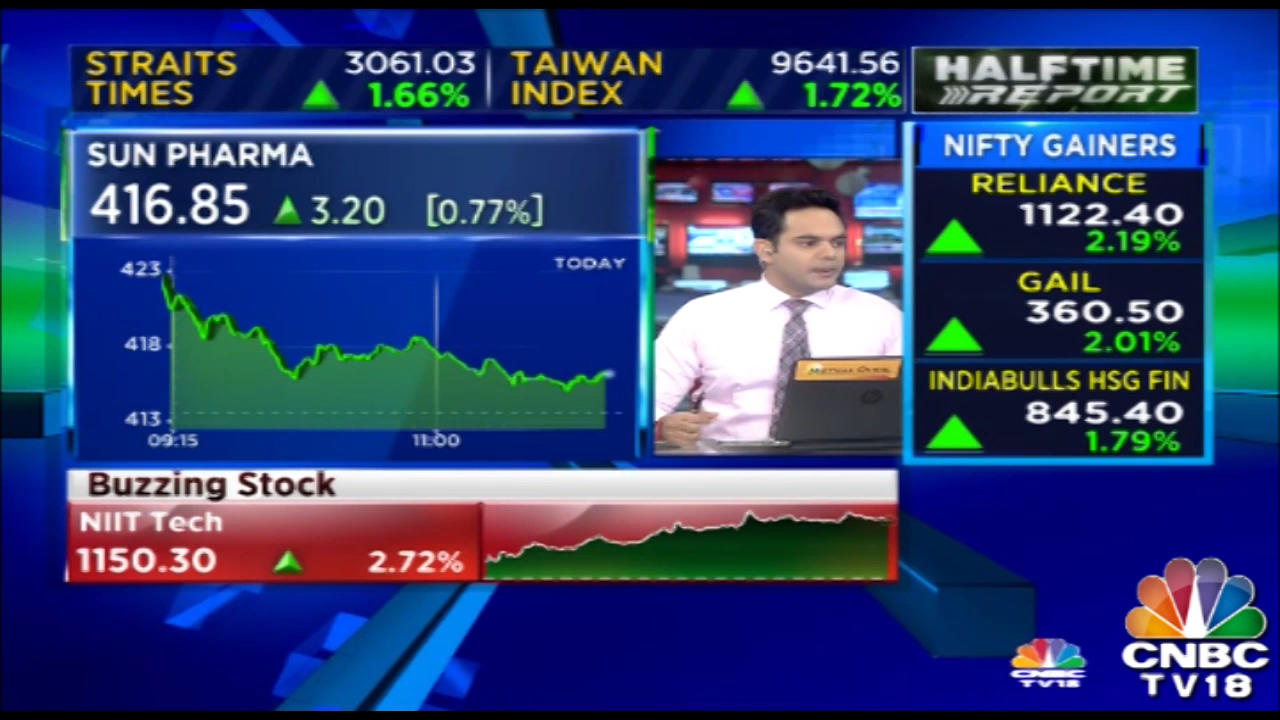 STRAITS TIMES
3061.03
1.66%
TAIWAN INDEX
9641.56
1.72%
HALFTIME
REPORT
SUN PHARMA
416.85 3.20 [0.77%]
TODAY
423
418
413
09:15 11:00
NIFTY GAINERS
RELIANCE
1122.40
2.19%
GAIL
360.50
2.01%
INDIABULLS HSG FIN
845.40
1.79%
Buzzing Stock
NIIT Tech
1150.30 2.72%
CNBC
TV18
CNBC
TV18